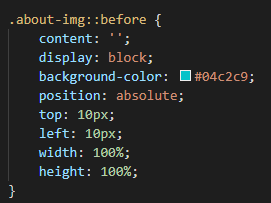 .about-img::before {
    content: '';
    display: block;
    background-color: #04c2c9;
    position: absolute;
    top: 10px;
    left: 10px;
    width: 100%;
    height: 100%;
}